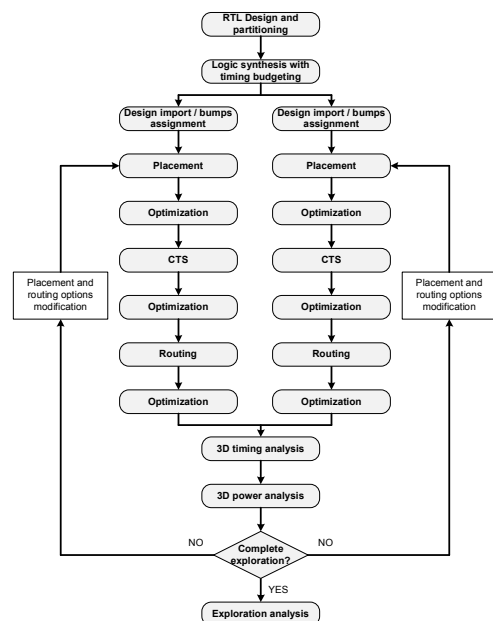 RTL Design and
partitioning
Logic synthesis with
timing budgeting
Design import / bumps
assignment
Design import / bumps
assignment
Placement
Placement
Optimization
Optimization
CTS
CTS
Placement and
routing options
modification
Optimization
Optimization
Placement and
routing options
modification
Routing
Routing
Optimization
Optimization
3D timing analysis
3D power analysis
NO
Complete
exploration?
NO
YES
Exploration analysis